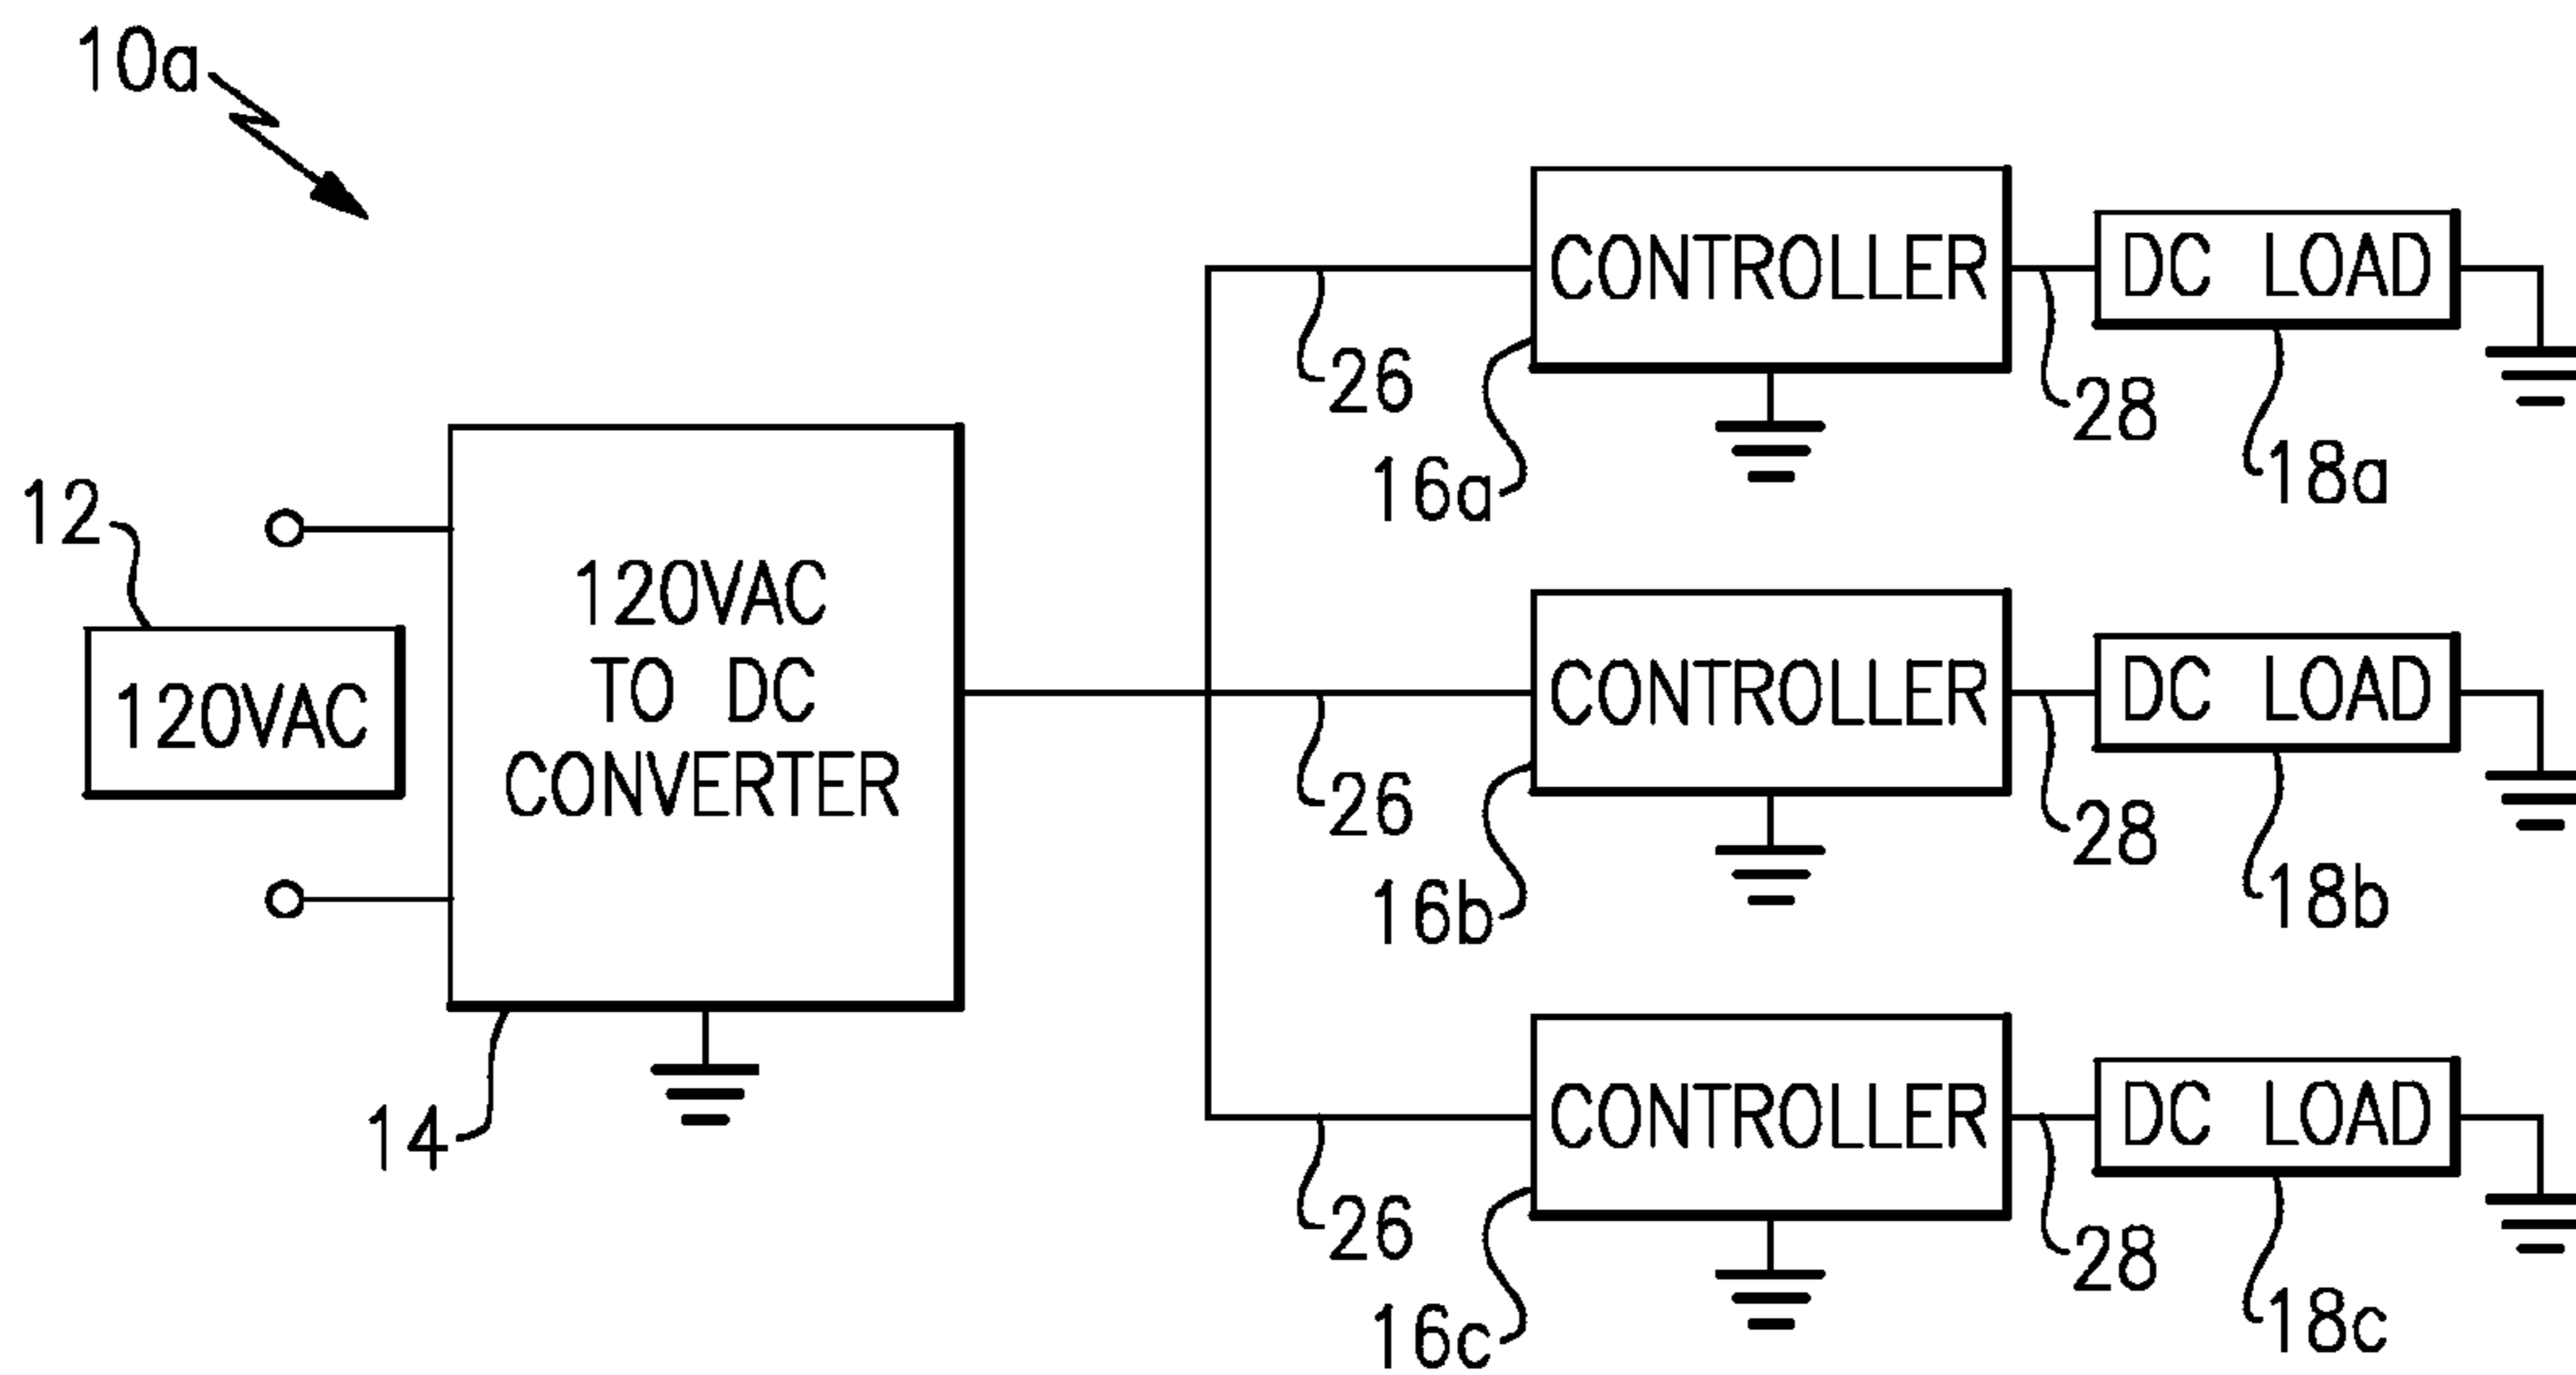 10a
CONTROLLER
DC LOAD
26
28
16a
18a
12
120VAC
120VAC
TO DC
CONVERTER
CONTROLLER
DC LOAD
26
28
16b
18b
14
CONTROLLER
DC LOAD
26
28
16c
18c